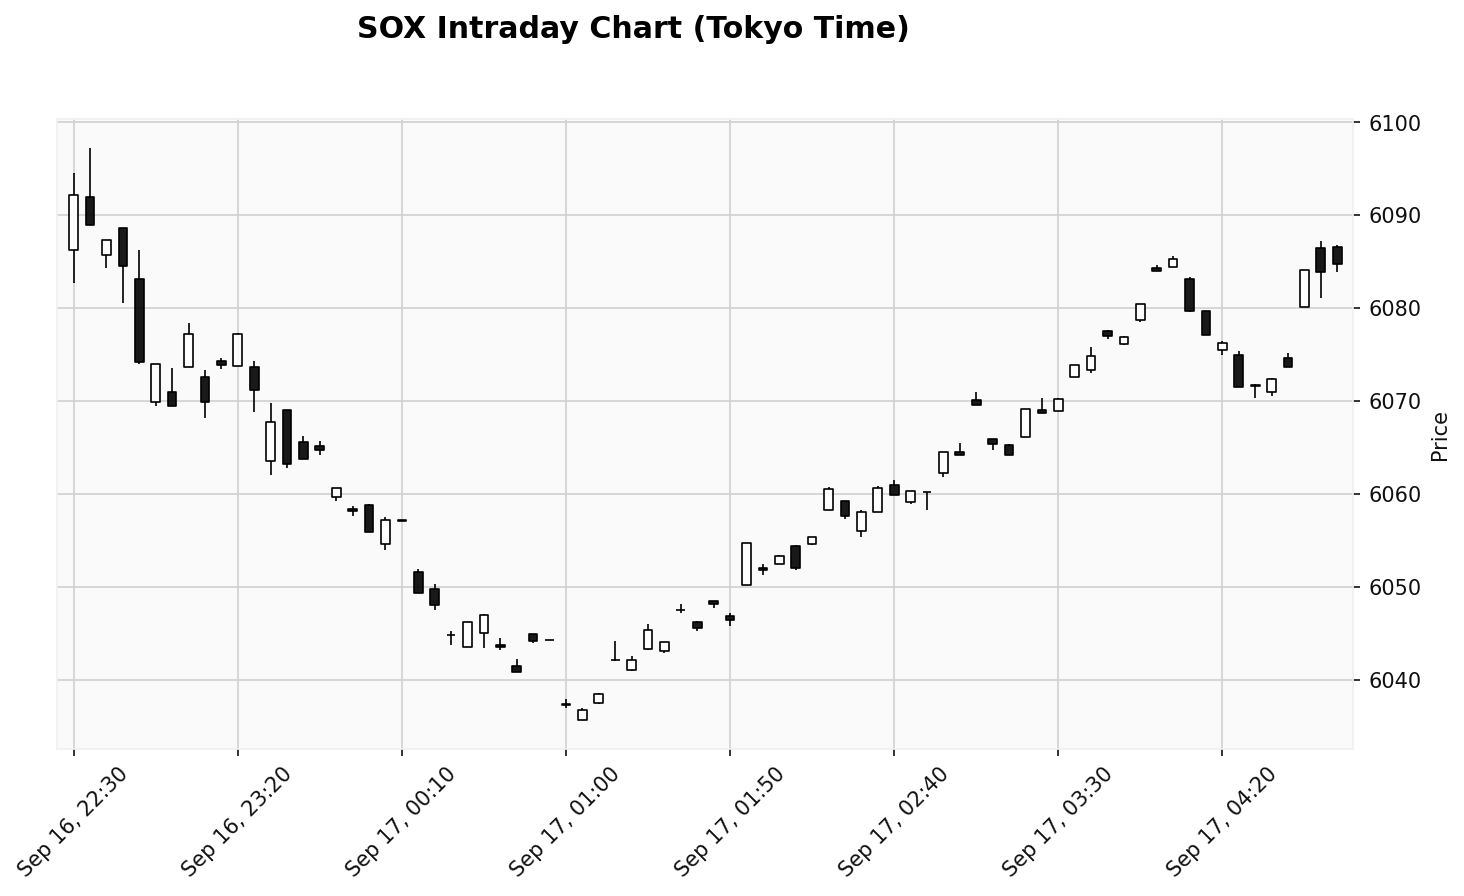 SOX Intraday Chart (Tokyo Time)
6100
6090
6080
6070
6060
6050
6040
Price
Sep 16, 22:30
Sep 16, 23:20
Sep 17, 00:10
Sep 17, 01:00
Sep 17, 01:50
Sep 17, 02:40
Sep 17, 03:30
Sep 17, 04:20